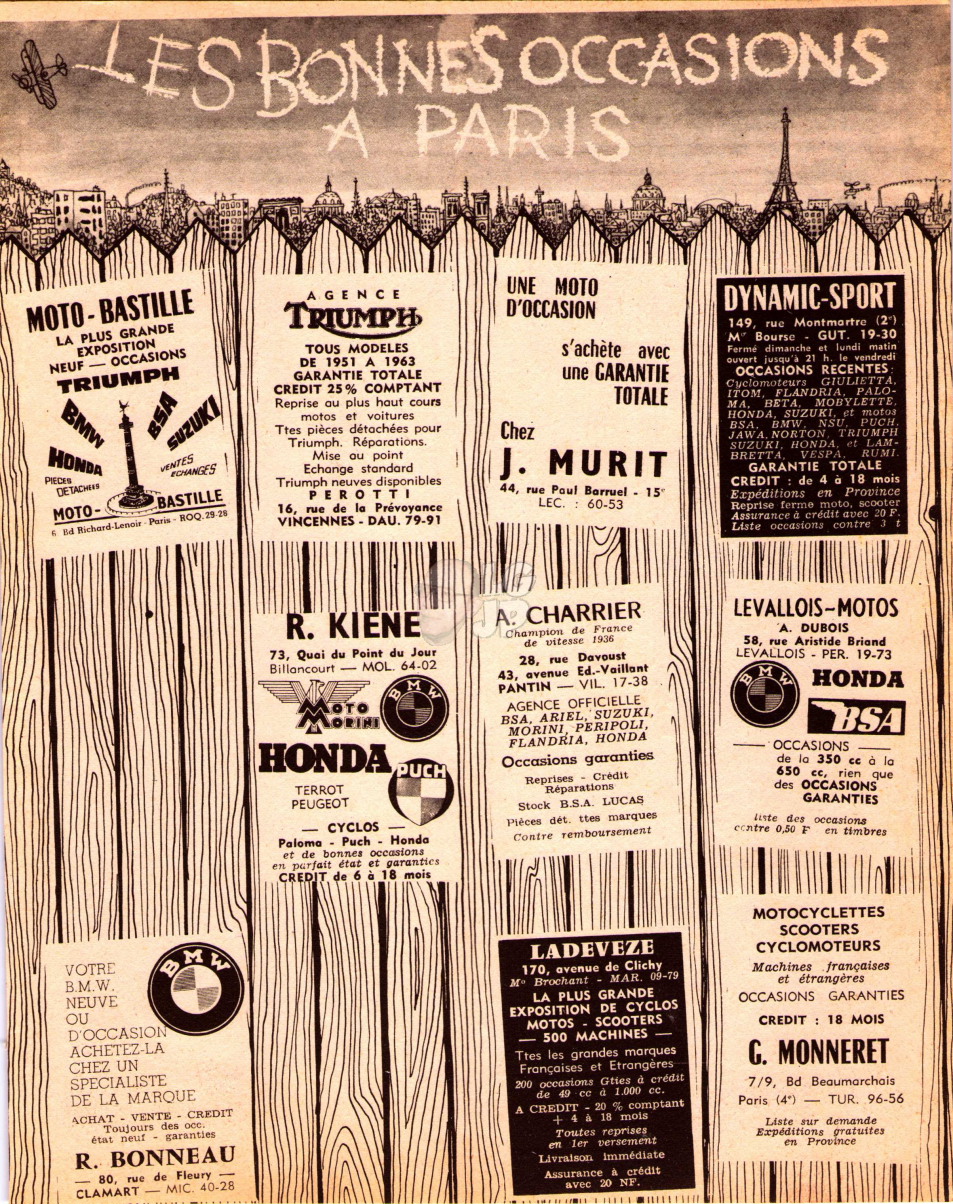 LES BONNES OCCASIONS
A PARIS
MOTO - BASTILLE
LA PLUS GRANDE
EXPOSITION
NEUF — OCCASIONS
TRIUMPH
BMW
BSA
SUZUKI
HONDA
PIECES
DETACHEES
VENTES
ECHANGES
MOTO- BASTILLE
6 Bd Richard-Lenoir - Paris - ROQ. 29-28
AGENCE
TRIUMPH
TOUS MODELES
DE 1951 A 1963
GARANTIE TOTALE
CREDIT 25 % COMPTANT
Reprise au plus haut cours
motos et voitures
Ttes pièces détachées pour
Triumph. Réparations.
Mise au point
Echange standard
Triumph neuves disponibles
PEROTTI
16, rue de la Prévoyance
VINCENNES - DAU. 79-91
UNE MOTO
D'OCCASION
s'achète avec
une GARANTIE
TOTALE
Chez
J. MURIT
44, rue Paul Barruel - 15e
LEC. : 60-53
DYNAMIC-SPORT
149, rue Montmartre (2e)
Mo Bourse - GUT. 19-30
Fermé dimanche et lundi matin
ouvert jusqu'à 21 h. le vendredi
OCCASIONS RECENTES:
Cyclomoteurs GIULIETTA,
ITOM, FLANDRIA, PALO-
MA, BETA, MOBYLETTE,
HONDA, SUZUKI, et motos
BSA, BMW, NSU, PUCH,
JAWA, NORTON, TRIUMPH
SUZUKI, HONDA, et LAM-
BRETTA, VESPA, RUMI.
GARANTIE TOTALE
CREDIT : de 4 à 18 mois
Expéditions en Province
Reprise ferme moto, scooter
Assurance à crédit avec 20 F.
Liste occasions contre 3 t
R. KIENE
73, Quai du Point du Jour
Billancourt — MOL. 64-02
MOTO
MORINI
BMW
HONDA
PUCH
TERROT
PEUGEOT
— CYCLOS —
Paloma - Puch - Honda
et de bonnes occasions
en parfait état et garanties
CREDIT de 6 à 18 mois
LG
JP
A. CHARRIER
Champion de France
de vitesse 1936
28, rue Davoust
43, avenue Ed.-Vaillant
PANTIN — VIL. 17-38
AGENCE OFFICIELLE
BSA, ARIEL, SUZUKI,
MORINI, PERIPOLI,
FLANDRIA, HONDA
Occasions garanties
Reprises - Crédit
Réparations
Stock B.S.A. LUCAS
Pièces dét. ttes marques
Contre remboursement
LEVALLOIS-MOTOS
A. DUBOIS
58, rue Aristide Briand
LEVALLOIS - PER. 19-73
BMW
HONDA
BSA
— OCCASIONS —
de la 350 cc à la
650 cc, rien que
des OCCASIONS
GARANTIES
liste des occasions
contre 0,50 F en timbres
BMW
VOTRE
B.M.W.
NEUVE
OU
D'OCCASION
ACHETEZ-LA
CHEZ UN
SPECIALISTE
DE LA MARQUE
ACHAT - VENTE - CREDIT
Toujours des occ.
état neuf - garanties
R. BONNEAU
— 80, rue de Fleury —
CLAMART — MIC. 40-28
LADEVEZE
170, avenue de Clichy
Mo Brochant - MAR. 09-79
LA PLUS GRANDE
EXPOSITION DE CYCLOS
MOTOS - SCOOTERS
— 500 MACHINES —
Ttes les grandes marques
Françaises et Etrangères
200 occasions Gties à crédit
de 49 cc à 1.000 cc.
A CREDIT - 20 % comptant
+ 4 à 18 mois
Toutes reprises
en 1er versement
Livraison immédiate
Assurance à crédit
avec 20 NF.
MOTOCYCLETTES
SCOOTERS
CYCLOMOTEURS
Machines françaises
et étrangères
OCCASIONS GARANTIES
CREDIT : 18 MOIS
G. MONNERET
7/9, Bd Beaumarchais
Paris (4e) — TUR. 96-56
Liste sur demande
Expéditions gratuites
en Province